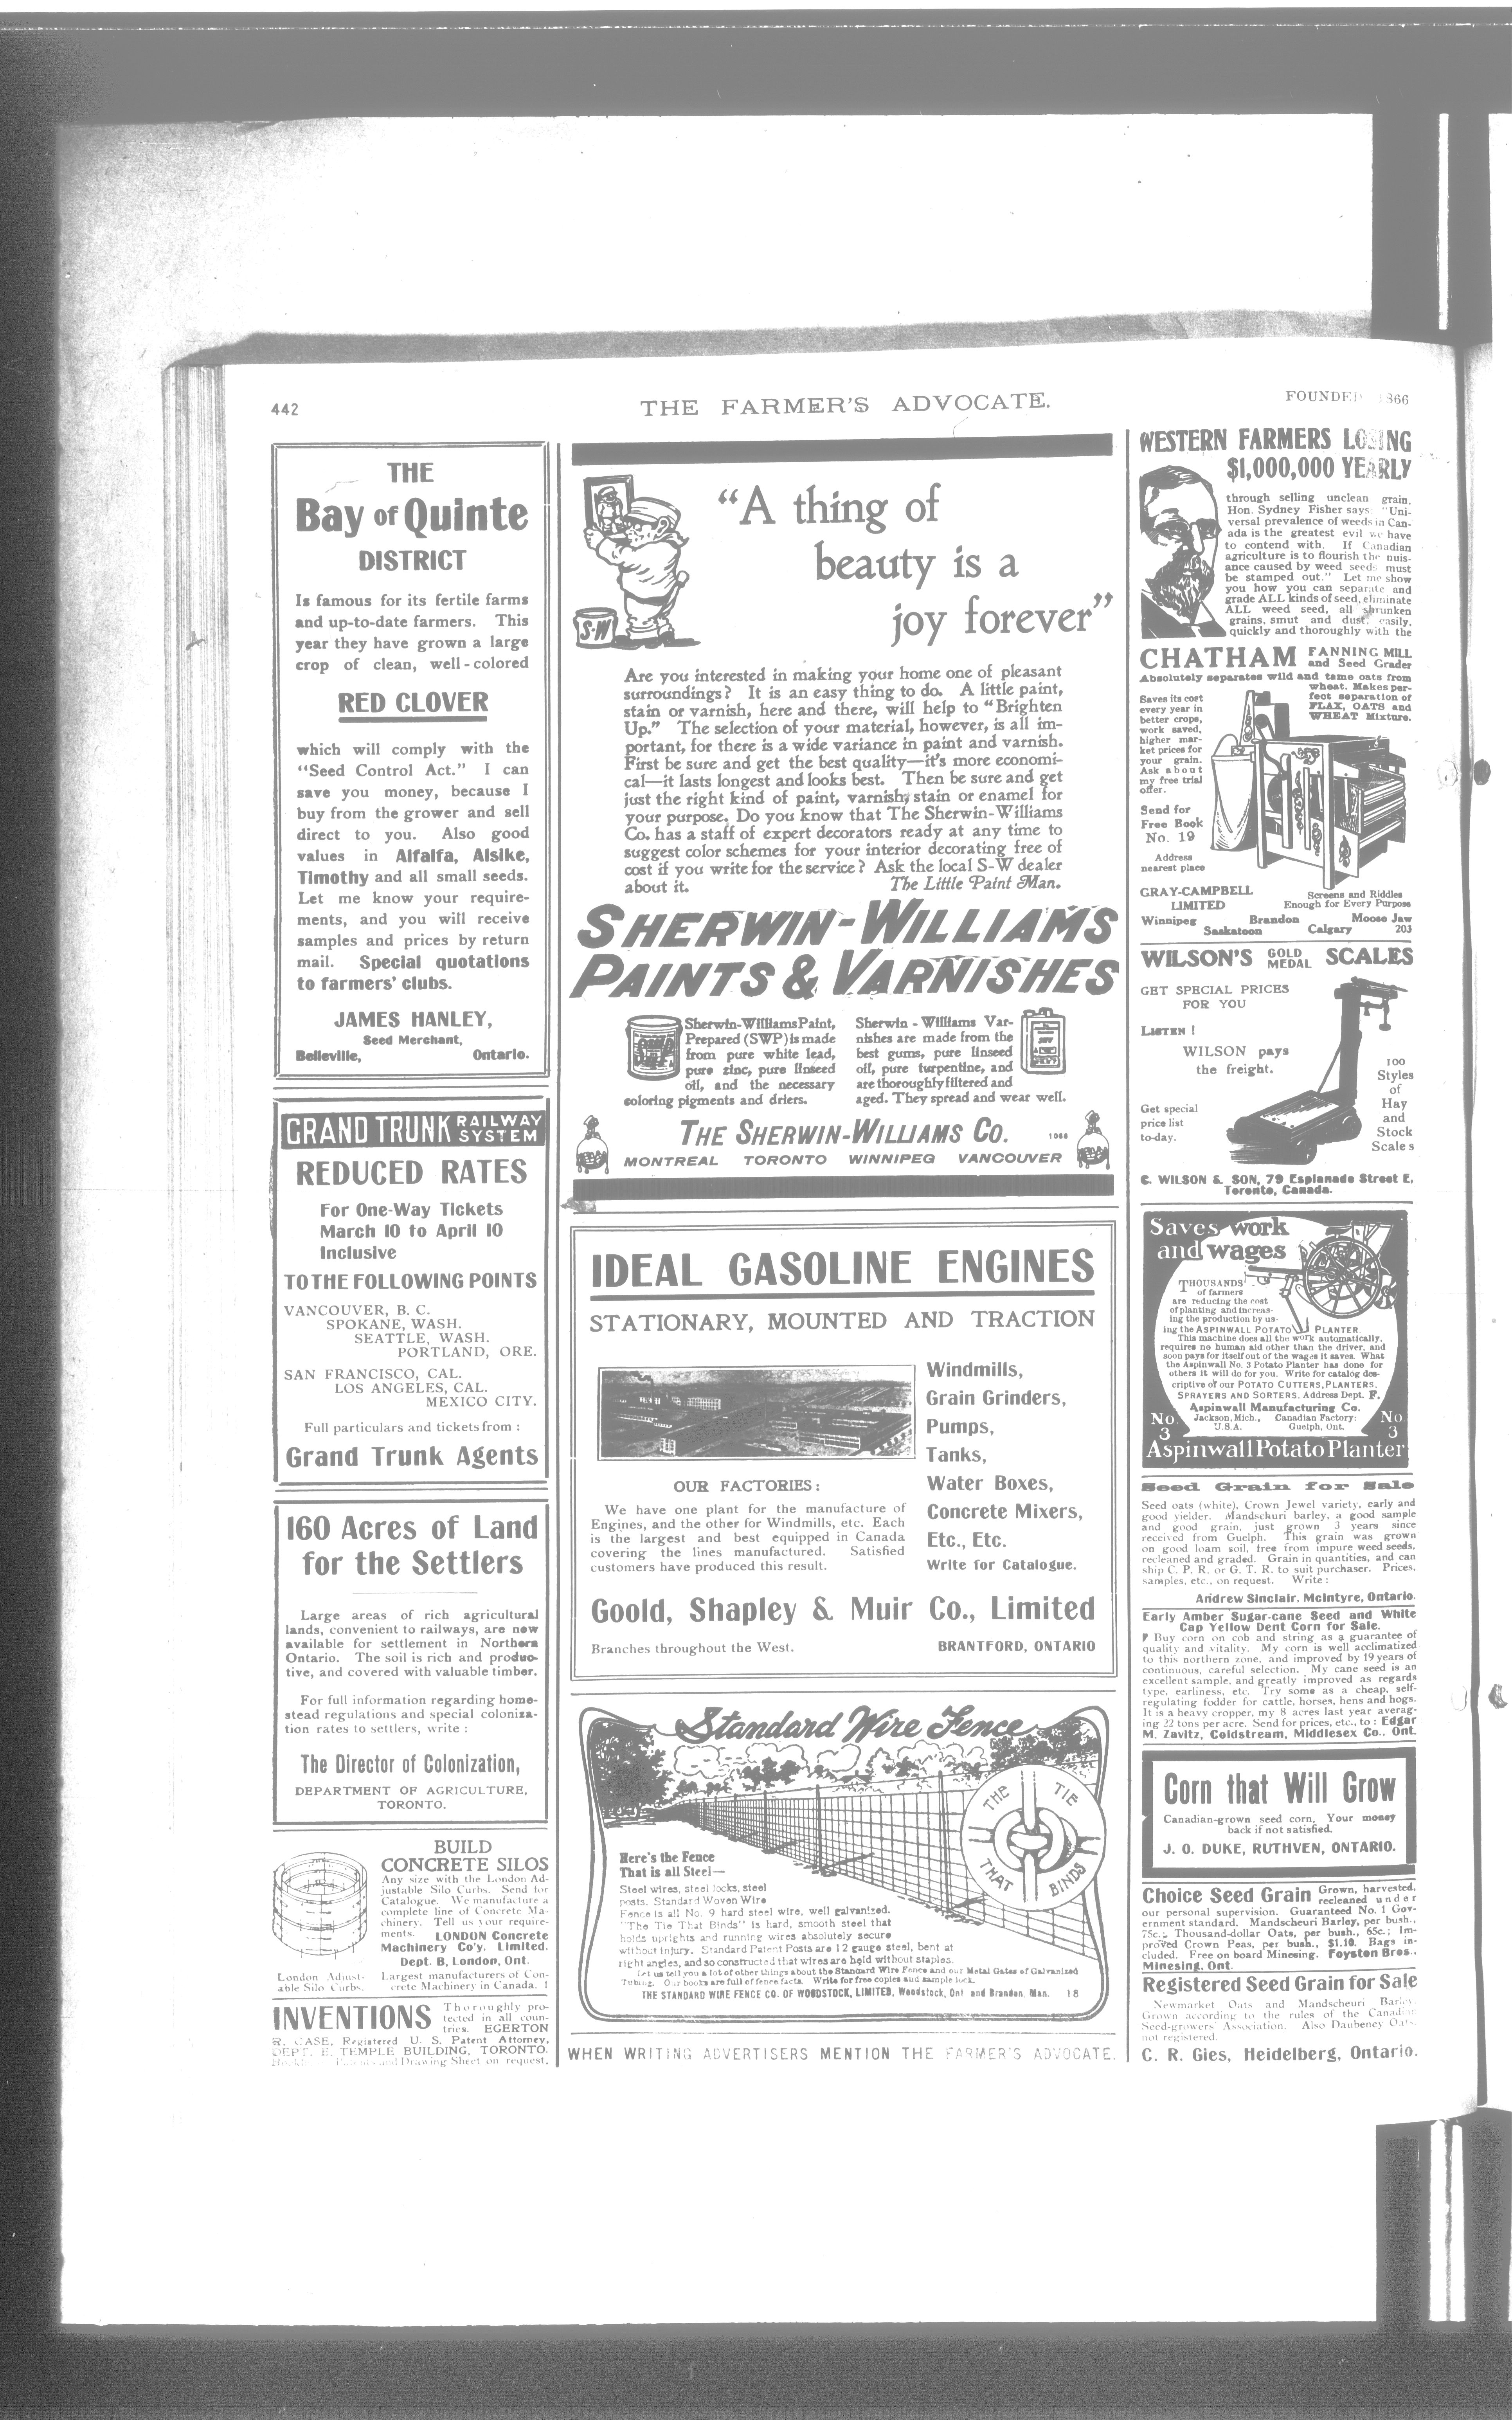 442
THE FARMER'S ADVOCATE.
FOUNDED 1866
THE
Bay of Quinte
DISTRICT
Is famous for its fertile farms
and up-to-date farmers. This
year they have grown a large
crop of clean, well-colored
RED CLOVER
which will comply with the
"Seed Control Act." I can
save you money, because I
buy from the grower and sell
direct to you. Also good
values in Alfalfa, Alsike,
Timothy and all small seeds.
Let me know your require-
ments, and you will receive
samples and prices by return
mail. Special quotations
to farmers' clubs.
JAMES HANLEY,
Seed Merchant,
Belleville, Ontario.
GRAND TRUNK RAILWAY SYSTEM
REDUCED RATES
For One-Way Tickets
March 10 to April 10
Inclusive
TO THE FOLLOWING POINTS
VANCOUVER, B. C.
SPOKANE, WASH.
SEATTLE, WASH.
PORTLAND, ORE.
SAN FRANCISCO, CAL.
LOS ANGELES, CAL.
MEXICO CITY.
Full particulars and tickets from :
Grand Trunk Agents
160 Acres of Land
for the Settlers
Large areas of rich agricultural
lands, convenient to railways, are now
available for settlement in Northern
Ontario. The soil is rich and produc-
tive, and covered with valuable timber.
For full information regarding home-
stead regulations and special coloniza-
tion rates to settlers, write :
The Director of Colonization,
DEPARTMENT OF AGRICULTURE,
TORONTO.
BUILD
CONCRETE SILOS
Any size with the London Ad-
justable Silo Curbs. Send for
Catalogue. We manufacture a
complete line of Concrete Ma-
chinery. Tell us your require-
ments. LONDON Concrete
Machinery Co'y. Limited,
Dept. B, London, Ont.
London Adjust-
able Silo Curbs.
Largest manufacturers of Con-
crete Machinery in Canada. 1
INVENTIONS Thoroughly pro-
tected in all coun-
tries. EGERTON
R. CASE, Registered U. S. Patent Attorney,
DEPT. E. TEMPLE BUILDING, TORONTO.
and Drawing Sheet on request.
"A thing of
beauty is a
joy forever"
S-W
Are you interested in making your home one of pleasant
surroundings? It is an easy thing to do. A little paint,
stain or varnish, here and there, will help to "Brighten
Up." The selection of your material, however, is all im-
portant, for there is a wide variance in paint and varnish.
First be sure and get the best quality—it's more economi-
cal—it lasts longest and looks best. Then be sure and get
just the right kind of paint, varnish, stain or enamel for
your purpose. Do you know that The Sherwin-Williams
Co. has a staff of expert decorators ready at any time to
suggest color schemes for your interior decorating free of
cost if you write for the service? Ask the local S-W dealer
about it. The Little Paint Man.
SHERWIN-WILLIAMS
PAINTS & VARNISHES
Sherwin-Williams Paint,
Prepared (SWP) is made
from pure white lead,
pure zinc, pure linseed
oil, and the necessary
coloring pigments and driers.
Sherwin-Williams Var-
nishes are made from the
best gums, pure linseed
oil, pure turpentine, and
are thoroughly filtered and
aged. They spread and wear well.
THE SHERWIN-WILLIAMS CO.
MONTREAL TORONTO WINNIPEG VANCOUVER
IDEAL GASOLINE ENGINES
STATIONARY, MOUNTED AND TRACTION
Windmills,
Grain Grinders,
Pumps,
Tanks,
Water Boxes,
Concrete Mixers,
Etc., Etc.
Write for Catalogue.
OUR FACTORIES :
We have one plant for the manufacture of
Engines, and the other for Windmills, etc. Each
is the largest and best equipped in Canada
covering the lines manufactured. Satisfied
customers have produced this result.
Goold, Shapley & Muir Co., Limited
Branches throughout the West. BRANTFORD, ONTARIO
Standard Wire Fence
THE TIE THAT BINDS
Here's the Fence
That is all Steel—
Steel wires, steel locks, steel
posts. Standard Woven Wire
Fence is all No. 9 hard steel wire, well galvanized.
"The Tie That Binds" is hard, smooth steel that
holds uprights and running wires absolutely secure
without injury. Standard Patent Posts are 12 gauge steel, bent at
right angles, and so constructed that wires are held without staples.
Let us tell you a lot of other things about the Standard Wire Fence and our Metal Gates of Galvanized
Tubing. Our books are full of fence facts. Write for free copies and sample lock.
THE STANDARD WIRE FENCE CO. OF WOODSTOCK, LIMITED, Woodstock, Ont and Brandon, Man. 18
WHEN WRITING ADVERTISERS MENTION THE FARMER'S ADVOCATE.
WESTERN FARMERS LOSING
$1,000,000 YEARLY
through selling unclean grain.
Hon. Sydney Fisher says: "Uni-
versal prevalence of weeds in Can-
ada is the greatest evil we have
to contend with. If Canadian
agriculture is to flourish the nuis-
ance caused by weed seeds must
be stamped out." Let me show
you how you can separate and
grade ALL kinds of seed, eliminate
ALL weed seed, all shrunken
grains, smut and dust, easily,
quickly and thoroughly with the
CHATHAM FANNING MILL
and Seed Grader
Absolutely separates wild and tame oats from
wheat. Makes per-
fect separation of
FLAX, OATS and
WHEAT Mixture.
Saves its cost
every year in
better crops,
work saved,
higher mar-
ket prices for
your grain.
Ask about
my free trial
offer.
Send for
Free Book
No. 19
Address
nearest place
GRAY-CAMPBELL
LIMITED
Screens and Riddles
Enough for Every Purpose
Winnipeg Brandon Moose Jaw
Saskatoon Calgary 203
WILSON'S GOLD MEDAL SCALES
GET SPECIAL PRICES
FOR YOU
LISTEN !
WILSON pays
the freight.
Get special
price list
to-day.
100
Styles
of
Hay
and
Stock
Scales
C. WILSON & SON, 79 Esplanade Street E,
Toronto, Canada.
Saves work
and wages
THOUSANDS
of farmers
are reducing the cost
of planting and increas-
ing the production by us-
ing the ASPINWALL POTATO PLANTER.
This machine does all the work automatically,
requires no human aid other than the driver, and
soon pays for itself out of the wages it saves. What
the Aspinwall No. 3 Potato Planter has done for
others it will do for you. Write for catalog des-
criptive of our POTATO CUTTERS, PLANTERS,
SPRAYERS AND SORTERS. Address Dept. F.
Aspinwall Manufacturing Co.
Jackson, Mich., Canadian Factory:
U.S.A. Guelph, Ont.
No 3 No 3
Aspinwall Potato Planter
Seed Grain for Sale
Seed oats (white), Crown Jewel variety, early and
good yielder. Mandschuri barley, a good sample
and good grain, just grown 3 years since
received from Guelph. This grain was grown
on good loam soil, free from impure weed seeds,
recleaned and graded. Grain in quantities, and can
ship C. P. R. or G. T. R. to suit purchaser. Prices,
samples, etc., on request. Write :
Andrew Sinclair, McIntyre, Ontario.
Early Amber Sugar-cane Seed and White
Cap Yellow Dent Corn for Sale.
Buy corn on cob and string as a guarantee of
quality and vitality. My corn is well acclimatized
to this northern zone, and improved by 19 years of
continuous, careful selection. My cane seed is an
excellent sample, and greatly improved as regards
type, earliness, etc. Try some as a cheap, self-
regulating fodder for cattle, horses, hens and hogs.
It is a heavy cropper, my 8 acres last year averag-
ing 22 tons per acre. Send for prices, etc., to : Edgar
M. Zavitz, Coldstream, Middlesex Co., Ont.
Corn that Will Grow
Canadian-grown seed corn. Your money
back if not satisfied.
J. O. DUKE, RUTHVEN, ONTARIO.
Choice Seed Grain Grown, harvested,
recleaned under
our personal supervision. Guaranteed No. 1 Gov-
ernment standard. Mandscheuri Barley, per bush.,
75c.; Thousand-dollar Oats, per bush., 65c.; Im-
proved Crown Peas, per bush., $1.10. Bags in-
cluded. Free on board Minesing. Foyston Bros.,
Minesing, Ont.
Registered Seed Grain for Sale
Newmarket Oats and Mandscheuri Barley.
Grown according to the rules of the Canadian
Seed-growers' Association. Also Daubeney Oats,
not registered.
C. R. Gies, Heidelberg, Ontario.